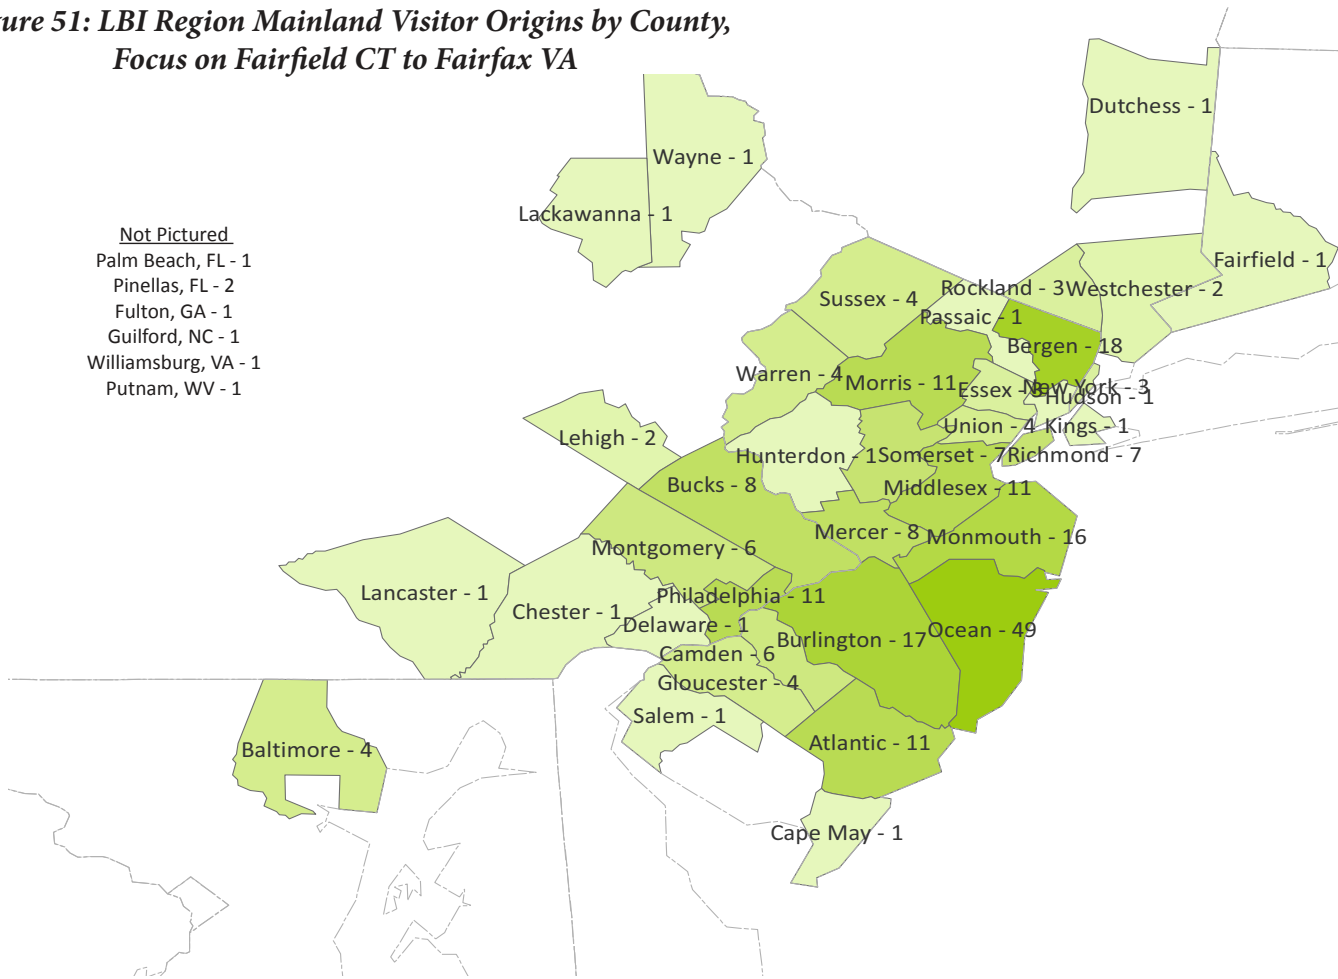 ure 51: LBI Region Mainland Visitor Origins by County,
Focus on Fairfield CT to Fairfax VA
Dutchess - 1
Wayne - 1
Lackawanna - 1
Not Pictured
Palm Beach, FL - 1
Pinellas, FL - 2
Fulton, GA - 1
Guilford, NC - 1
Williamsburg, VA - 1
Putnam, WV - 1
Fairfield - 1
Sussex - 4
Rockland - 3
Westchester - 2
Passaic - 1
Bergen - 18
Warren - 4
Morris - 11
Essex -
New York - 3
Hudson - 1
Union - 4
Kings - 1
Lehigh - 2
Hunterdon - 1
Somerset - 7
Richmond - 7
Bucks - 8
Middlesex - 11
Mercer - 8
Monmouth - 16
Montgomery - 6
Lancaster - 1
Chester - 1
Philadelphia - 11
Delaware - 1
Burlington - 17
Ocean - 49
Camden - 6
Gloucester - 4
Salem - 1
Atlantic - 11
Baltimore - 4
Cape May - 1